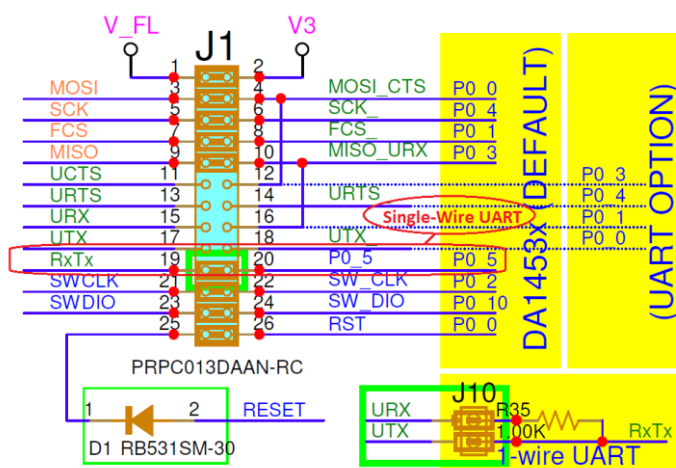 V_FL J1 V3
1 2
MOSI 3 4 MOSI_CTS P0_0
SCK 5 6 SCK_ P0_4
FCS 7 8 FCS_ P0_1
MISO 9 10 MISO_URX P0_3
UCTS 11 12 P0_3
URTS 13 14 URTS P0_4
URX 15 16 Single-Wire UART P0_1
UTX 17 18 UTX_ P0_0
RxTx 19 20 P0_5 P0_5
SWCLK 21 22 SW_CLK P0_2
SWDIO 23 24 SW_DIO P0_10
25 26 RST P0_0
PRPC013DAAN-RC
DA1453x (DEFAULT)
(UART OPTION)
1 2 RESET
D1 RB531SM-30
J10
URX R35
UTX 1.00K RxTx
1-wire UART